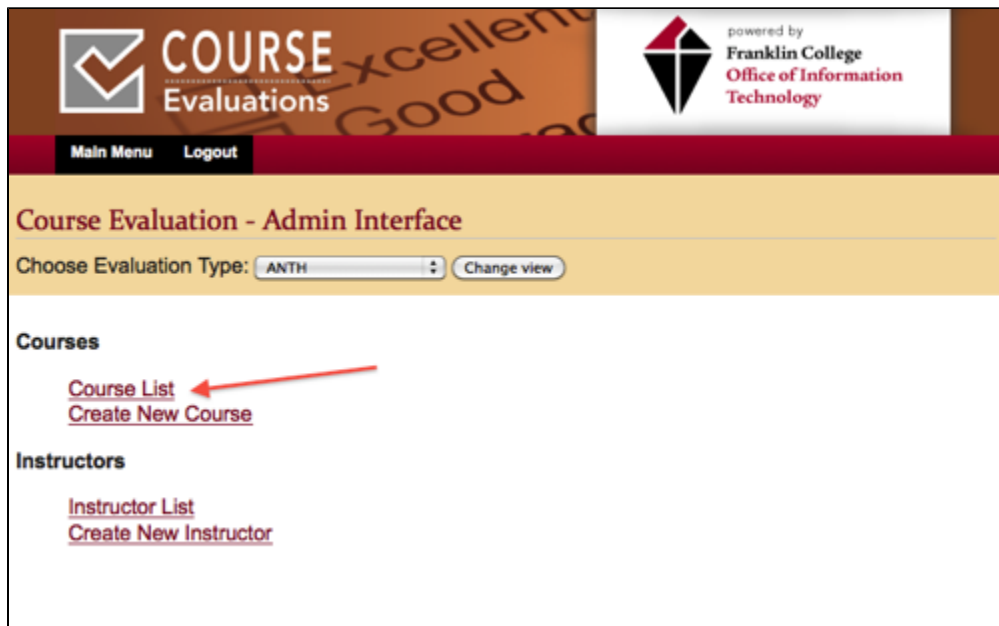 COURSE
Evaluations
Excellent
Good
powered by
Franklin College
Office of Information
Technology
Main Menu Logout
Course Evaluation - Admin Interface
Choose Evaluation Type: ANTH Change view
Courses
Course List
Create New Course
Instructors
Instructor List
Create New Instructor